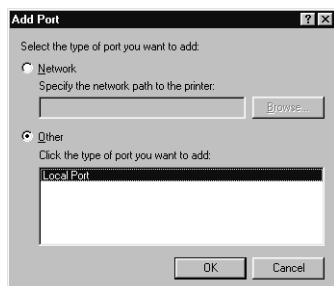 Add Port
Select the type of port you want to add:
Network
Specify the network path to the printer:
Browse...
Other
Click the type of port you want to add:
Local Port
OK Cancel